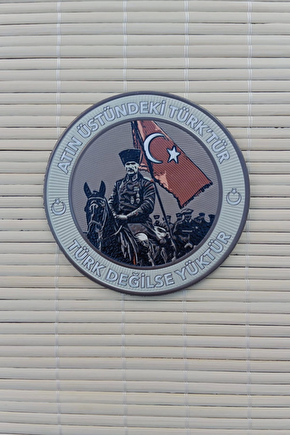 ATIN ÜSTÜNDEKİ TÜRK'TÜR
TÜRK DEĞİLSE YÜKTÜR